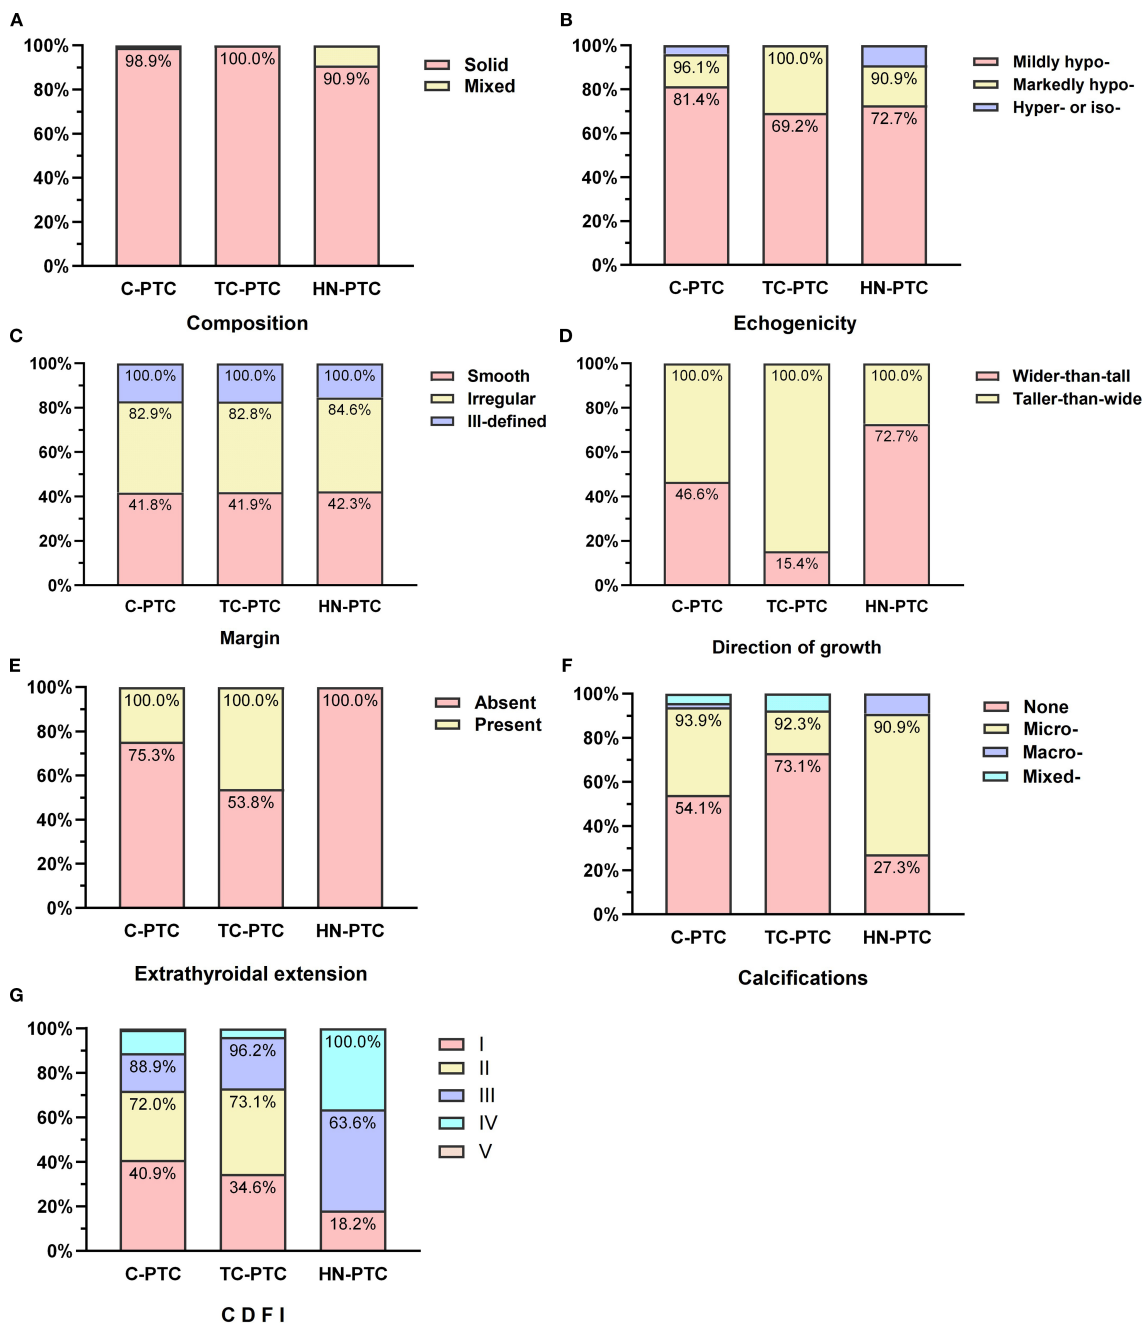 A
100%
80%
60%
40%
20%
0%
98.9%
100.0%
90.9%
C-PTC TC-PTC HN-PTC
Composition
Solid
Mixed
B
100%
80%
60%
40%
20%
0%
96.1%
81.4%
100.0%
69.2%
90.9%
72.7%
C-PTC TC-PTC HN-PTC
Echogenicity
Mildly hypo-
Markedly hypo-
Hyper- or iso-
C
100%
80%
60%
40%
20%
0%
100.0%
82.9%
41.8%
100.0%
82.8%
41.9%
100.0%
84.6%
42.3%
C-PTC TC-PTC HN-PTC
Margin
Smooth
Irregular
Ill-defined
D
100%
80%
60%
40%
20%
0%
100.0%
46.6%
100.0%
15.4%
100.0%
72.7%
C-PTC TC-PTC HN-PTC
Direction of growth
Wider-than-tall
Taller-than-wide
E
100%
80%
60%
40%
20%
0%
100.0%
75.3%
100.0%
53.8%
100.0%
C-PTC TC-PTC HN-PTC
Extrathyroidal extension
Absent
Present
F
100%
80%
60%
40%
20%
0%
93.9%
54.1%
92.3%
73.1%
90.9%
27.3%
C-PTC TC-PTC HN-PTC
Calcifications
None
Micro-
Macro-
Mixed-
G
100%
80%
60%
40%
20%
0%
88.9%
72.0%
40.9%
96.2%
73.1%
34.6%
100.0%
63.6%
18.2%
C-PTC TC-PTC HN-PTC
C D F I
I
II
III
IV
V